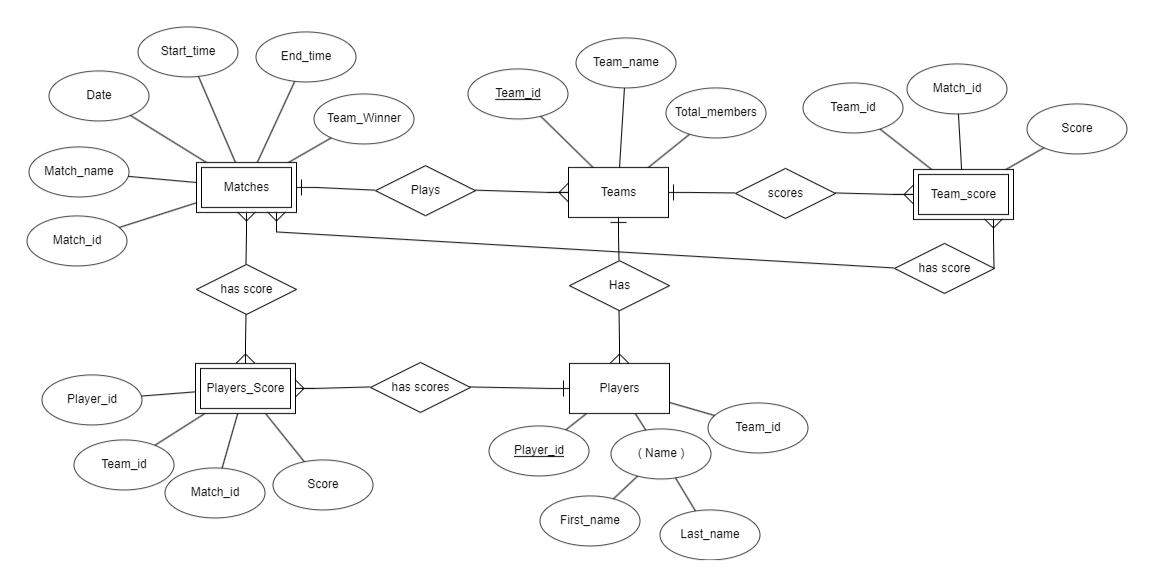 Start_time
End_time
Date
Team_Winner
Match_name
Match_id
Matches
Plays
Team_id
Team_name
Total_members
Teams
scores
Team_id
Match_id
Score
Team_score
has score
has score
Has
Players_Score
has scores
Players
Player_id
Team_id
Match_id
Score
Player_id
( Name )
Team_id
First_name
Last_name